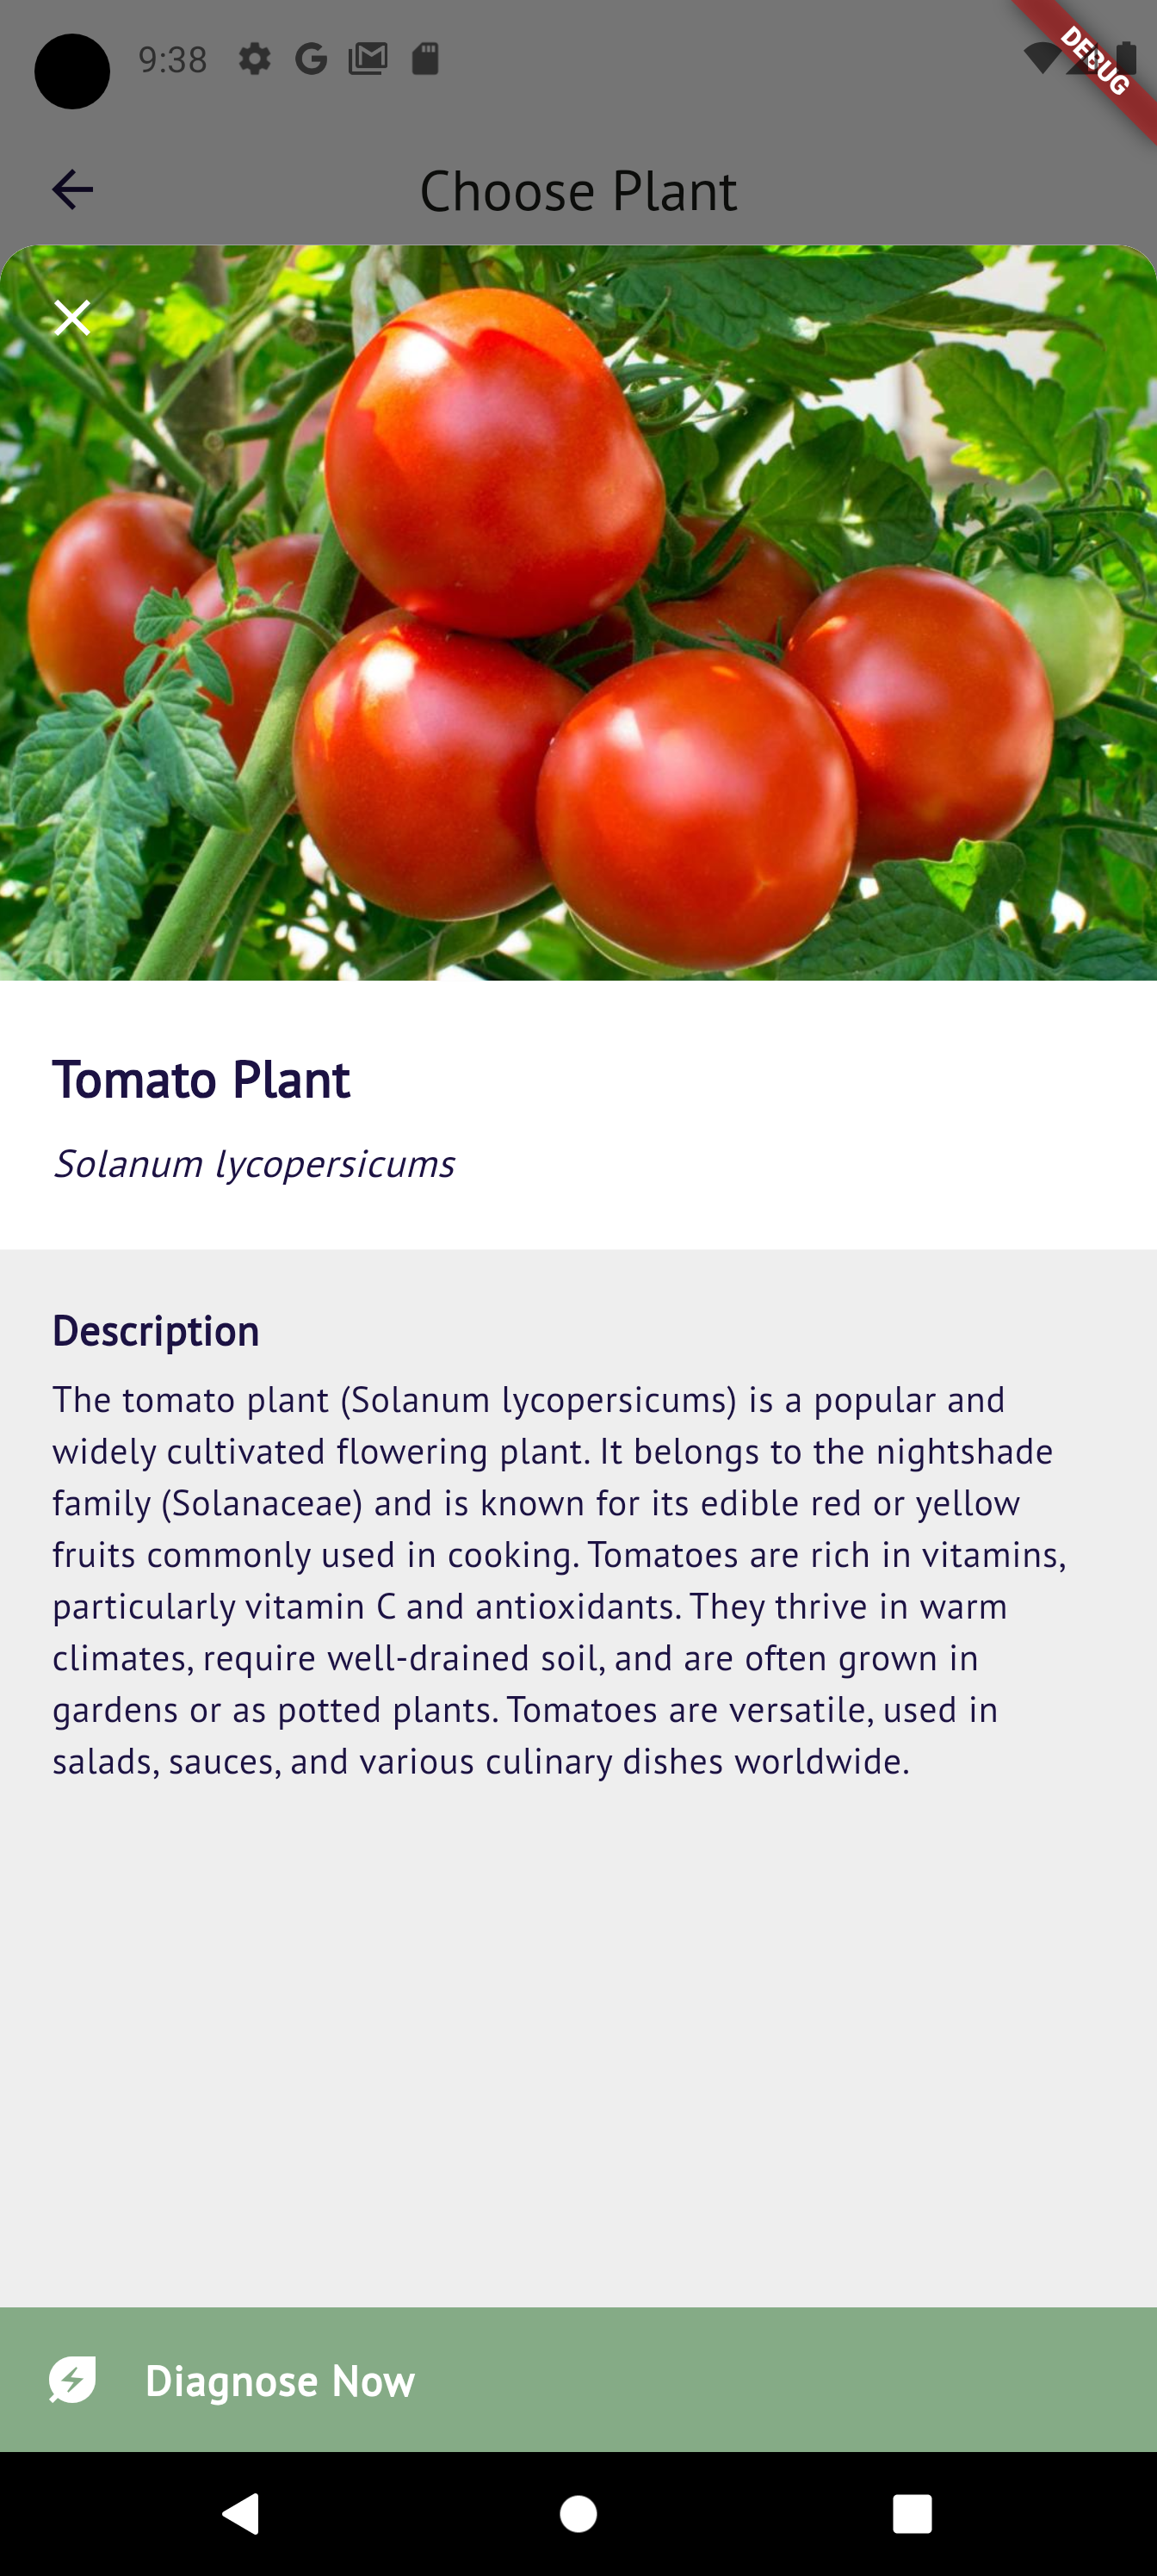 9:38
DEBUG
Choose Plant
Tomato Plant
Solanum lycopersicums
Description
The tomato plant (Solanum lycopersicums) is a popular and
widely cultivated flowering plant. It belongs to the nightshade
family (Solanaceae) and is known for its edible red or yellow
fruits commonly used in cooking. Tomatoes are rich in vitamins,
particularly vitamin C and antioxidants. They thrive in warm
climates, require well-drained soil, and are often grown in
gardens or as potted plants. Tomatoes are versatile, used in
salads, sauces, and various culinary dishes worldwide.
Diagnose Now